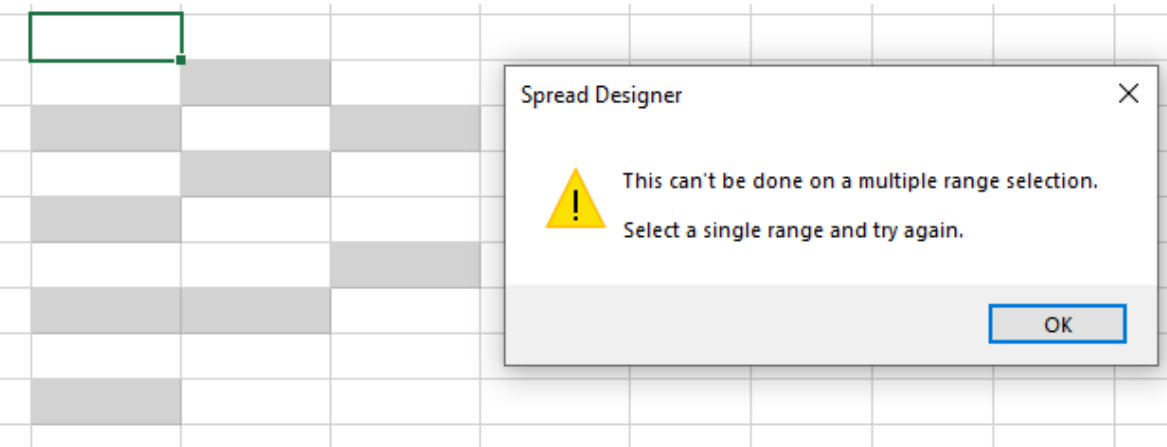 Spread Designer
This can't be done on a multiple range selection.
Select a single range and try again.
OK